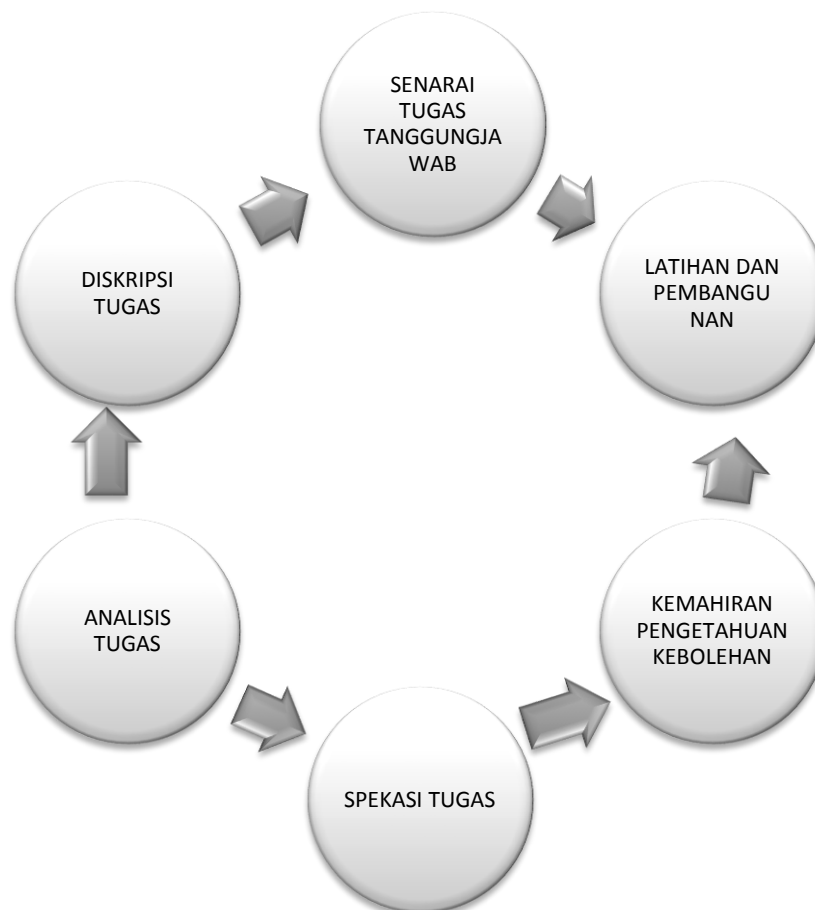 SENARAI
TUGAS
TANGGUNGJA
WAB
DISKRIPSI
TUGAS
LATIHAN DAN
PEMBANGU
NAN
ANALISIS
TUGAS
KEMAHIRAN
PENGETAHUAN
KEBOLEHAN
SPEKASI TUGAS